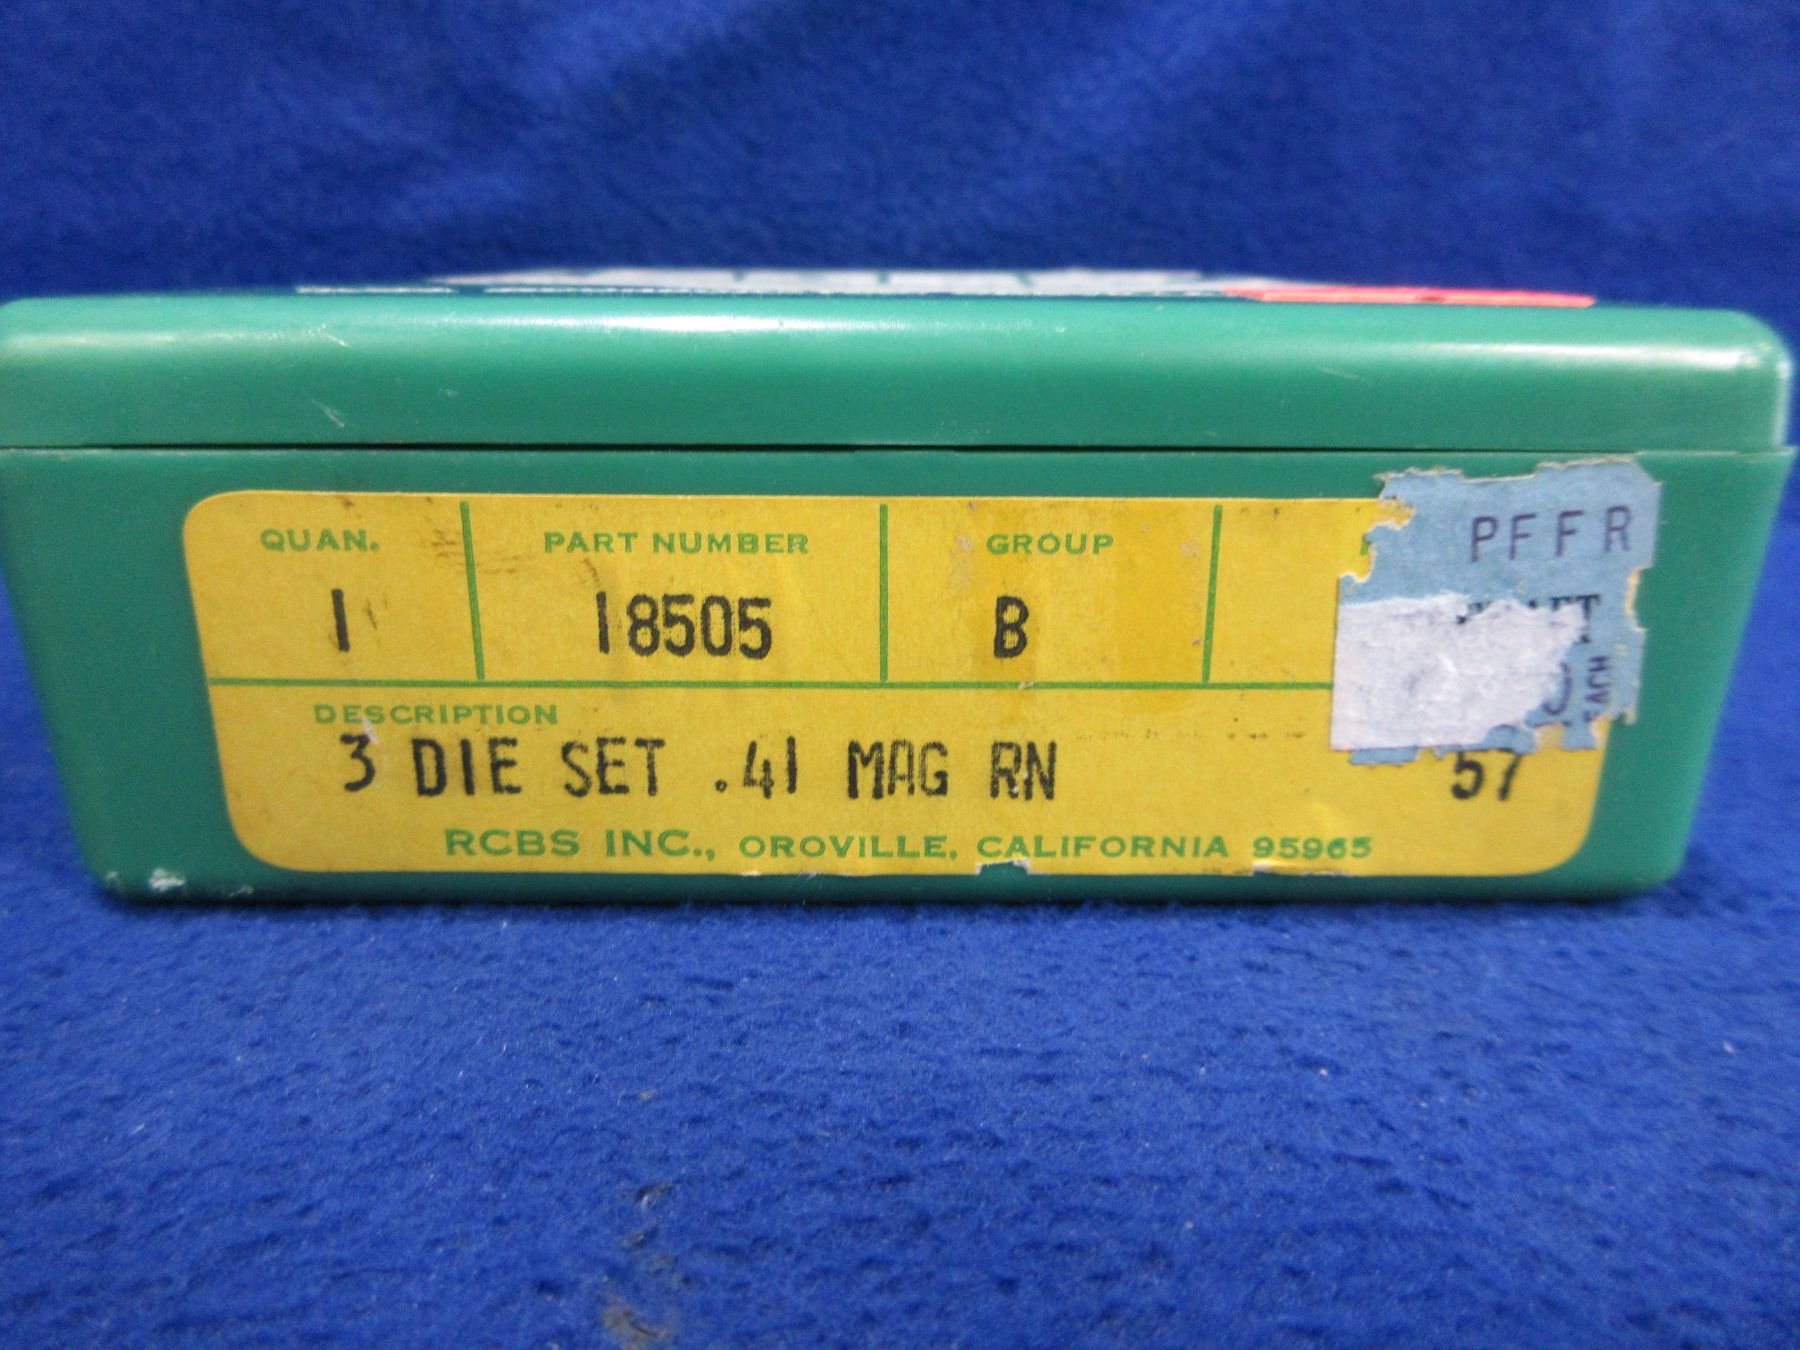 QUAN. PART NUMBER GROUP
PFFR
1 18505 B
EACH
DESCRIPTION
3 DIE SET .41 MAG RN 57
RCBS INC., OROVILLE, CALIFORNIA 95965